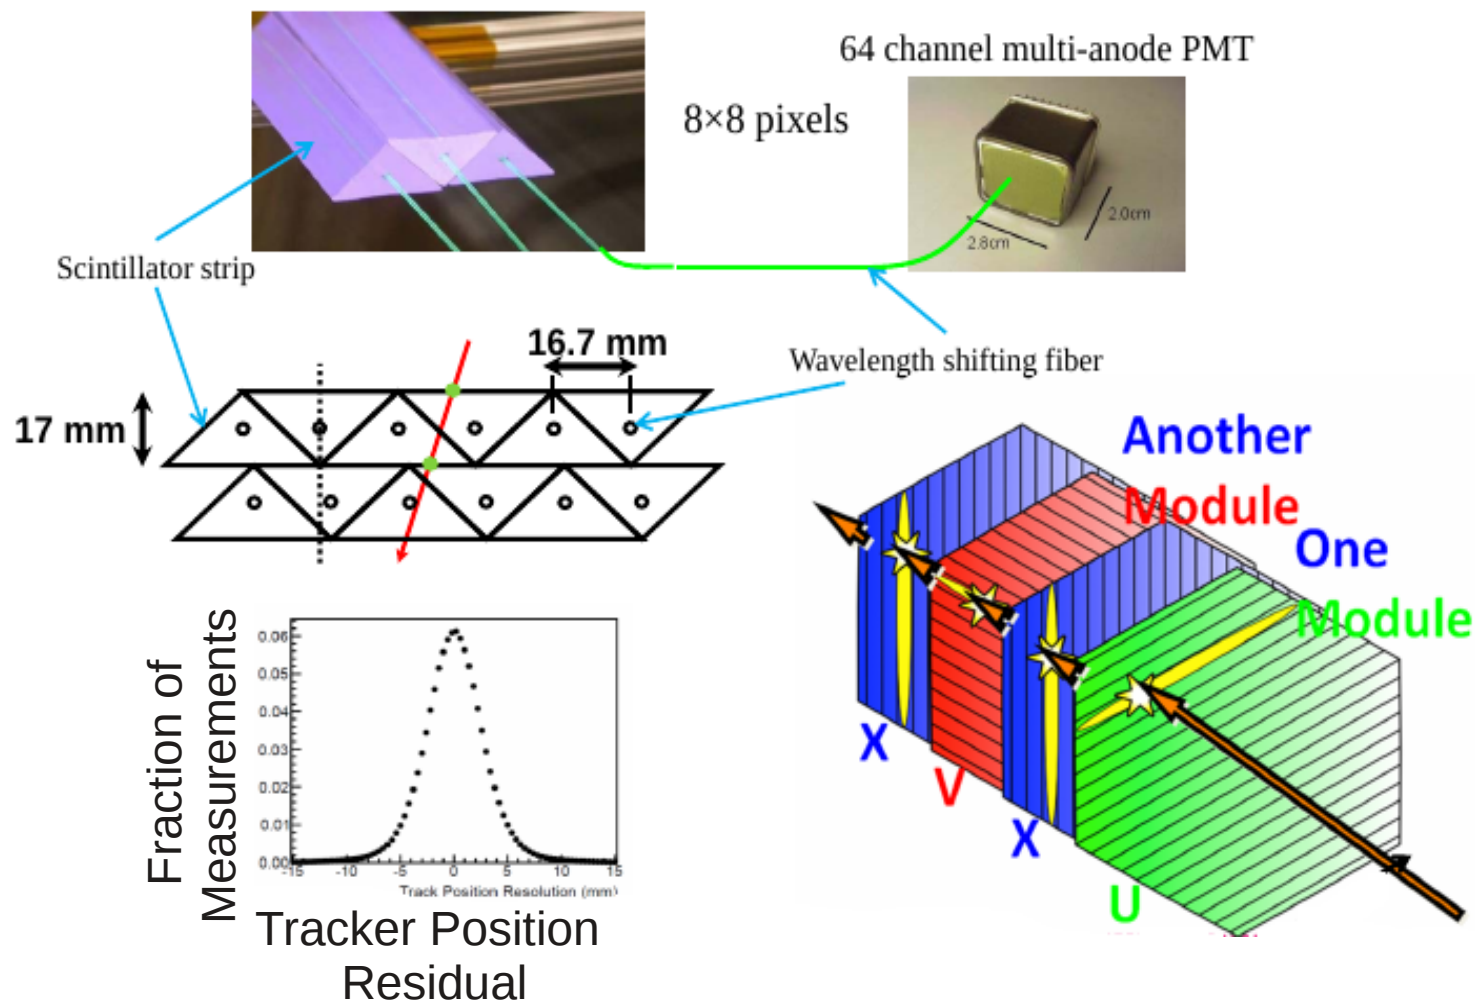 64 channel multi-anode PMT
8×8 pixels
2.0cm
2.8cm
Scintillator strip
16.7 mm
Wavelength shifting fiber
17 mm
Another
Module
One
Module
X
V
X
U
Fraction of
Measurements
0.06
0.05
0.04
0.03
0.02
0.01
0.00
-15 -10 -5 0 5 10 15
Track Position Resolution (mm)
Tracker Position
Residual